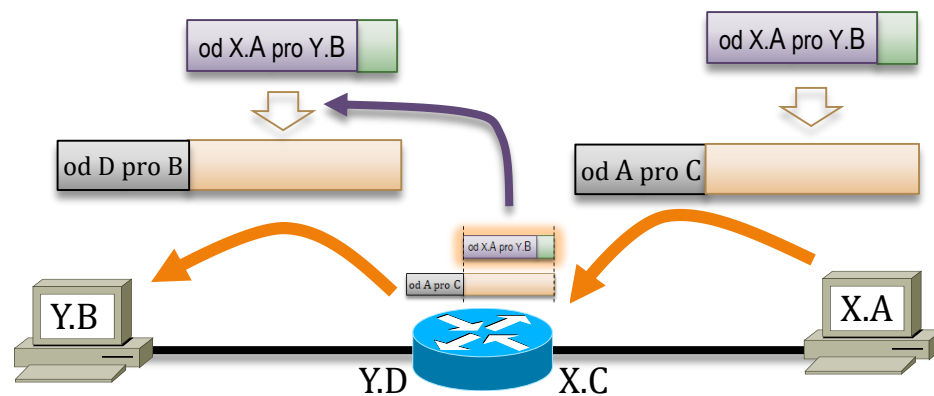 od X.A pro Y.B
od X.A pro Y.B
od D pro B
od A pro C
od X.A pro Y.B
od A pro C
Y.B
X.A
Y.D
X.C